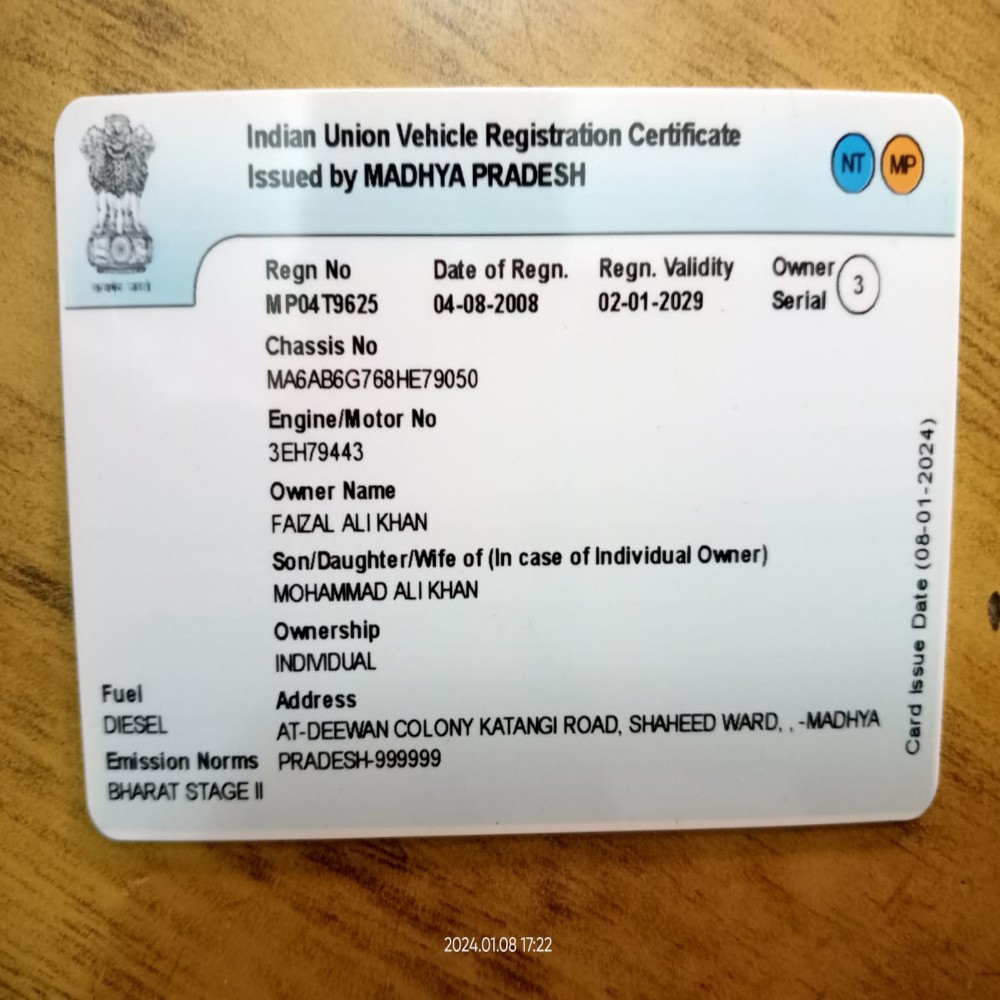 Indian Union Vehicle Registration Certificate
Issued by MADHYA PRADESH
NT MP
Regn No Date of Regn. Regn. Validity Owner Serial 3
MP04T9625 04-08-2008 02-01-2029
Chassis No
MA6AB6G768HE79050
Engine/Motor No
3EH79443
Owner Name
FAIZAL ALI KHAN
Son/Daughter/Wife of (In case of Individual Owner)
MOHAMMAD ALI KHAN
Ownership
INDIVIDUAL
Fuel
DIESEL
Emission Norms
BHARAT STAGE II
Address
AT-DEEWAN COLONY KATANGI ROAD, SHAHEED WARD, , -MADHYA
PRADESH-999999
Card Issue Date (08-01-2024)
2024.01.08 17:22